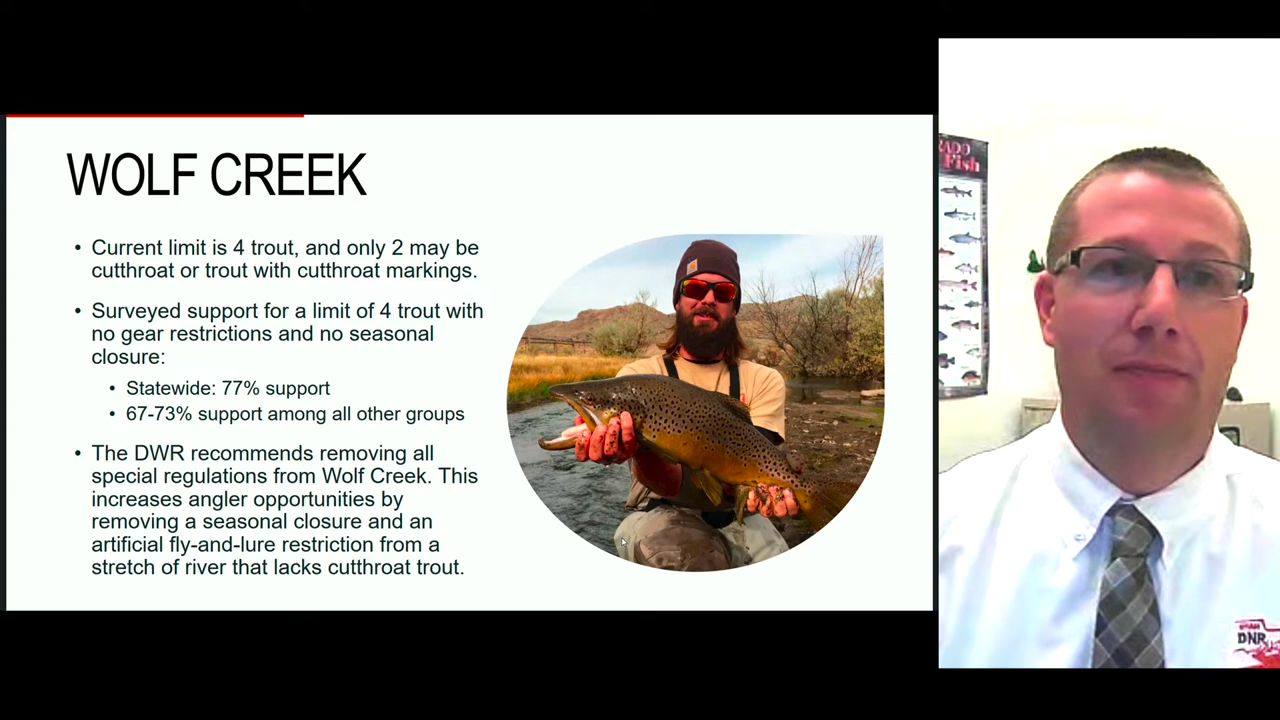 WOLF CREEK
• Current limit is 4 trout, and only 2 may be
cutthroat or trout with cutthroat markings.
• Surveyed support for a limit of 4 trout with
no gear restrictions and no seasonal
closure:
• Statewide: 77% support
• 67-73% support among all other groups
• The DWR recommends removing all
special regulations from Wolf Creek. This
increases angler opportunities by
removing a seasonal closure and an
artificial fly-and-lure restriction from a
stretch of river that lacks cutthroat trout.
RADO
Fish
UTAH
DNR